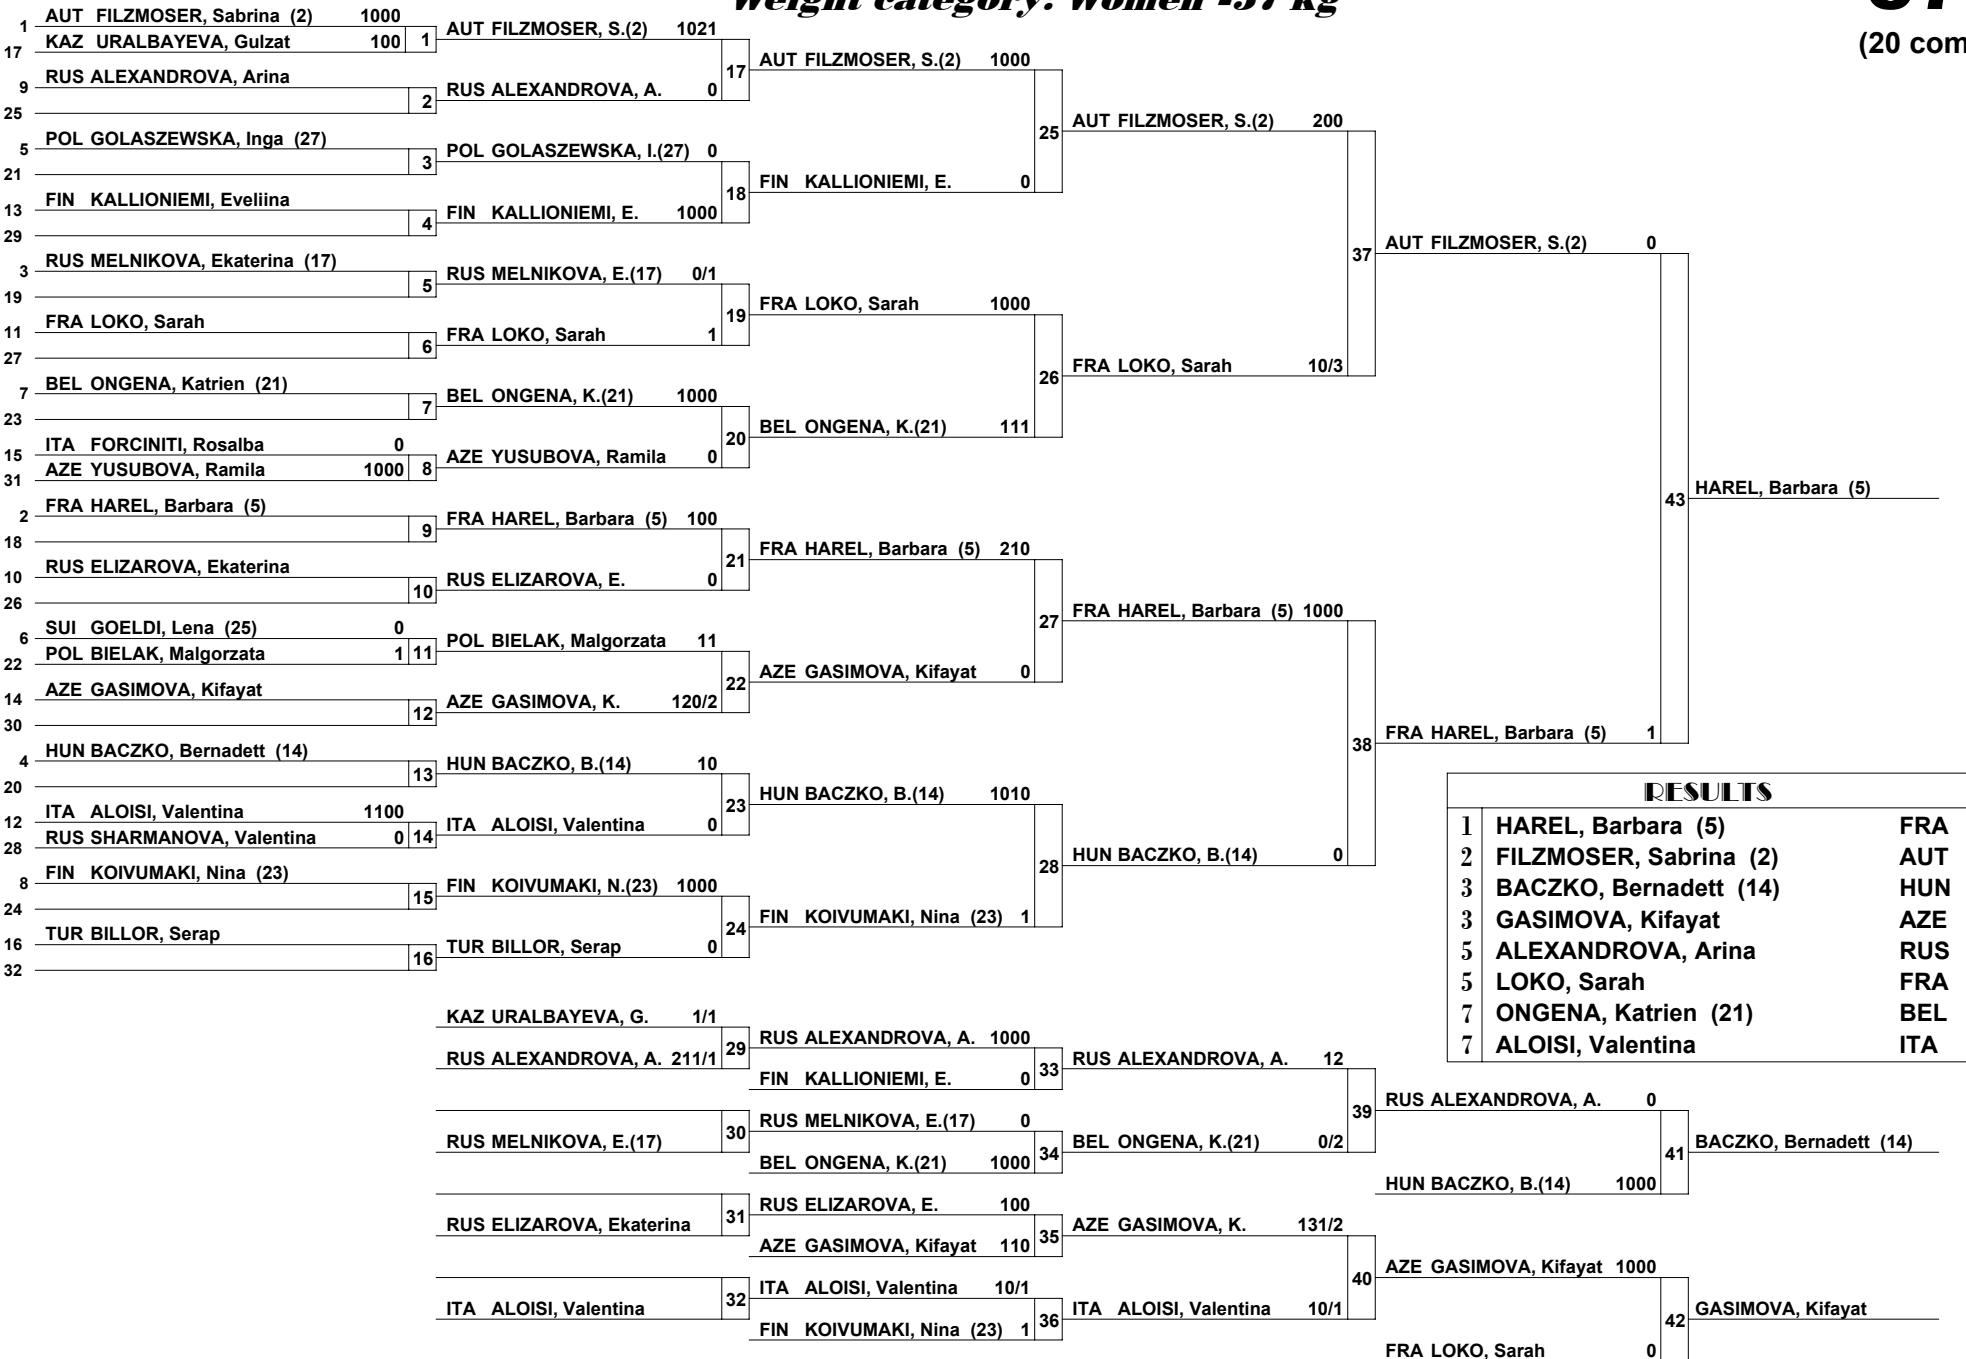 Weight category: Women -57 kg
(20 com
1 AUT FILZMOSER, Sabrina (2) 1000
17 KAZ URALBAYEVA, Gulzat 100
1
9 RUS ALEXANDROVA, Arina
25
2
5 POL GOLASZEWSKA, Inga (27)
21
3
13 FIN KALLIONIEMI, Eveliina
29
4
3 RUS MELNIKOVA, Ekaterina (17)
19
5
11 FRA LOKO, Sarah
27
6
7 BEL ONGENA, Katrien (21)
23
7
15 ITA FORCINITI, Rosalba 0
31 AZE YUSUBOVA, Ramila 1000
8
2 FRA HAREL, Barbara (5)
18
9
10 RUS ELIZAROVA, Ekaterina
26
10
6 SUI GOELDI, Lena (25) 0
22 POL BIELAK, Malgorzata 1
11
14 AZE GASIMOVA, Kifayat
30
12
4 HUN BACZKO, Bernadett (14)
20
13
12 ITA ALOISI, Valentina 1100
28 RUS SHARMANOVA, Valentina 0
14
8 FIN KOIVUMAKI, Nina (23)
24
15
16 TUR BILLOR, Serap
32
16
AUT FILZMOSER, S.(2) 1021
17
RUS ALEXANDROVA, A. 0
POL GOLASZEWSKA, I.(27) 0
18
FIN KALLIONIEMI, E. 1000
RUS MELNIKOVA, E.(17) 0/1
19
FRA LOKO, Sarah 1
BEL ONGENA, K.(21) 1000
20
AZE YUSUBOVA, Ramila 0
FRA HAREL, Barbara (5) 100
21
RUS ELIZAROVA, E. 0
POL BIELAK, Malgorzata 11
22
AZE GASIMOVA, K. 120/2
HUN BACZKO, B.(14) 10
23
ITA ALOISI, Valentina 0
FIN KOIVUMAKI, N.(23) 1000
24
TUR BILLOR, Serap 0
AUT FILZMOSER, S.(2) 1000
25
FIN KALLIONIEMI, E. 0
FRA LOKO, Sarah 1000
26
BEL ONGENA, K.(21) 111
FRA HAREL, Barbara (5) 210
27
AZE GASIMOVA, Kifayat 0
HUN BACZKO, B.(14) 1010
28
FIN KOIVUMAKI, Nina (23) 1
AUT FILZMOSER, S.(2) 200
37
FRA LOKO, Sarah 10/3
FRA HAREL, Barbara (5) 1000
38
HUN BACZKO, B.(14) 0
AUT FILZMOSER, S.(2) 0
43
FRA HAREL, Barbara (5) 1
HAREL, Barbara (5)
RESULTS
1 HAREL, Barbara (5) FRA
2 FILZMOSER, Sabrina (2) AUT
3 BACZKO, Bernadett (14) HUN
3 GASIMOVA, Kifayat AZE
5 ALEXANDROVA, Arina RUS
5 LOKO, Sarah FRA
7 ONGENA, Katrien (21) BEL
7 ALOISI, Valentina ITA
KAZ URALBAYEVA, G. 1/1
29
RUS ALEXANDROVA, A. 211/1
30
RUS MELNIKOVA, E.(17)
31
RUS ELIZAROVA, Ekaterina
32
ITA ALOISI, Valentina
RUS ALEXANDROVA, A. 1000
33
FIN KALLIONIEMI, E. 0
RUS MELNIKOVA, E.(17) 0
34
BEL ONGENA, K.(21) 1000
RUS ELIZAROVA, E. 100
35
AZE GASIMOVA, Kifayat 110
ITA ALOISI, Valentina 10/1
36
FIN KOIVUMAKI, Nina (23) 1
RUS ALEXANDROVA, A. 12
39
BEL ONGENA, K.(21) 0/2
AZE GASIMOVA, K. 131/2
40
ITA ALOISI, Valentina 10/1
RUS ALEXANDROVA, A. 0
41
HUN BACZKO, B.(14) 1000
AZE GASIMOVA, Kifayat 1000
42
FRA LOKO, Sarah 0
BACZKO, Bernadett (14)
GASIMOVA, Kifayat